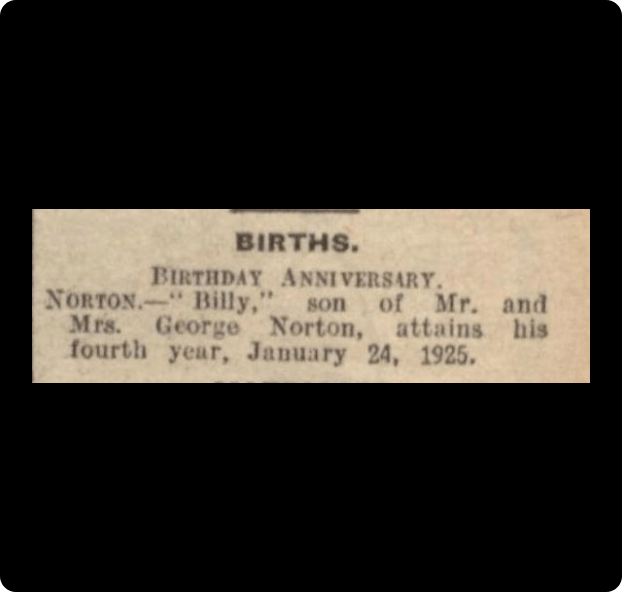 BIRTHS.
BIRTHDAY ANNIVERSARY.
NORTON.—" Billy," son of Mr. and
Mrs. George Norton, attains his
fourth year, January 24, 1925.